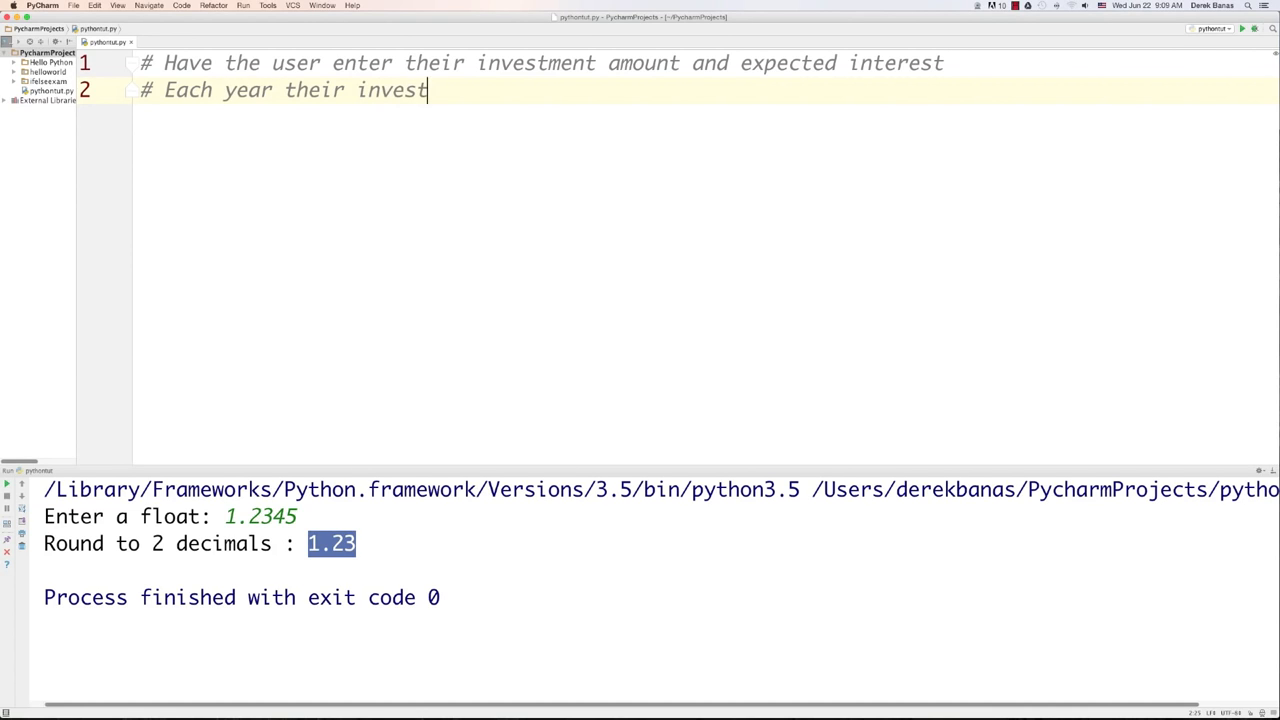 PyCharm File Edit View Navigate Code Refactor Run Tools VCS Window Help 10 Wed Jun 22 9:09 AM Derek Banas
pythontut.py - PycharmProjects - [~/PycharmProjects]
PycharmProjects pythontut.py pythontut
pythontut.py
PycharmProject
Hello Python
helloworld
ifelseexam
pythontut.py
External Librarie
1 # Have the user enter their investment amount and expected interest
2 # Each year their invest
Run pythontut
/Library/Frameworks/Python.framework/Versions/3.5/bin/python3.5 /Users/derekbanas/PycharmProjects/pytho
Enter a float: 1.2345
Round to 2 decimals : 1.23
Process finished with exit code 0
2:25 LF UTF-8